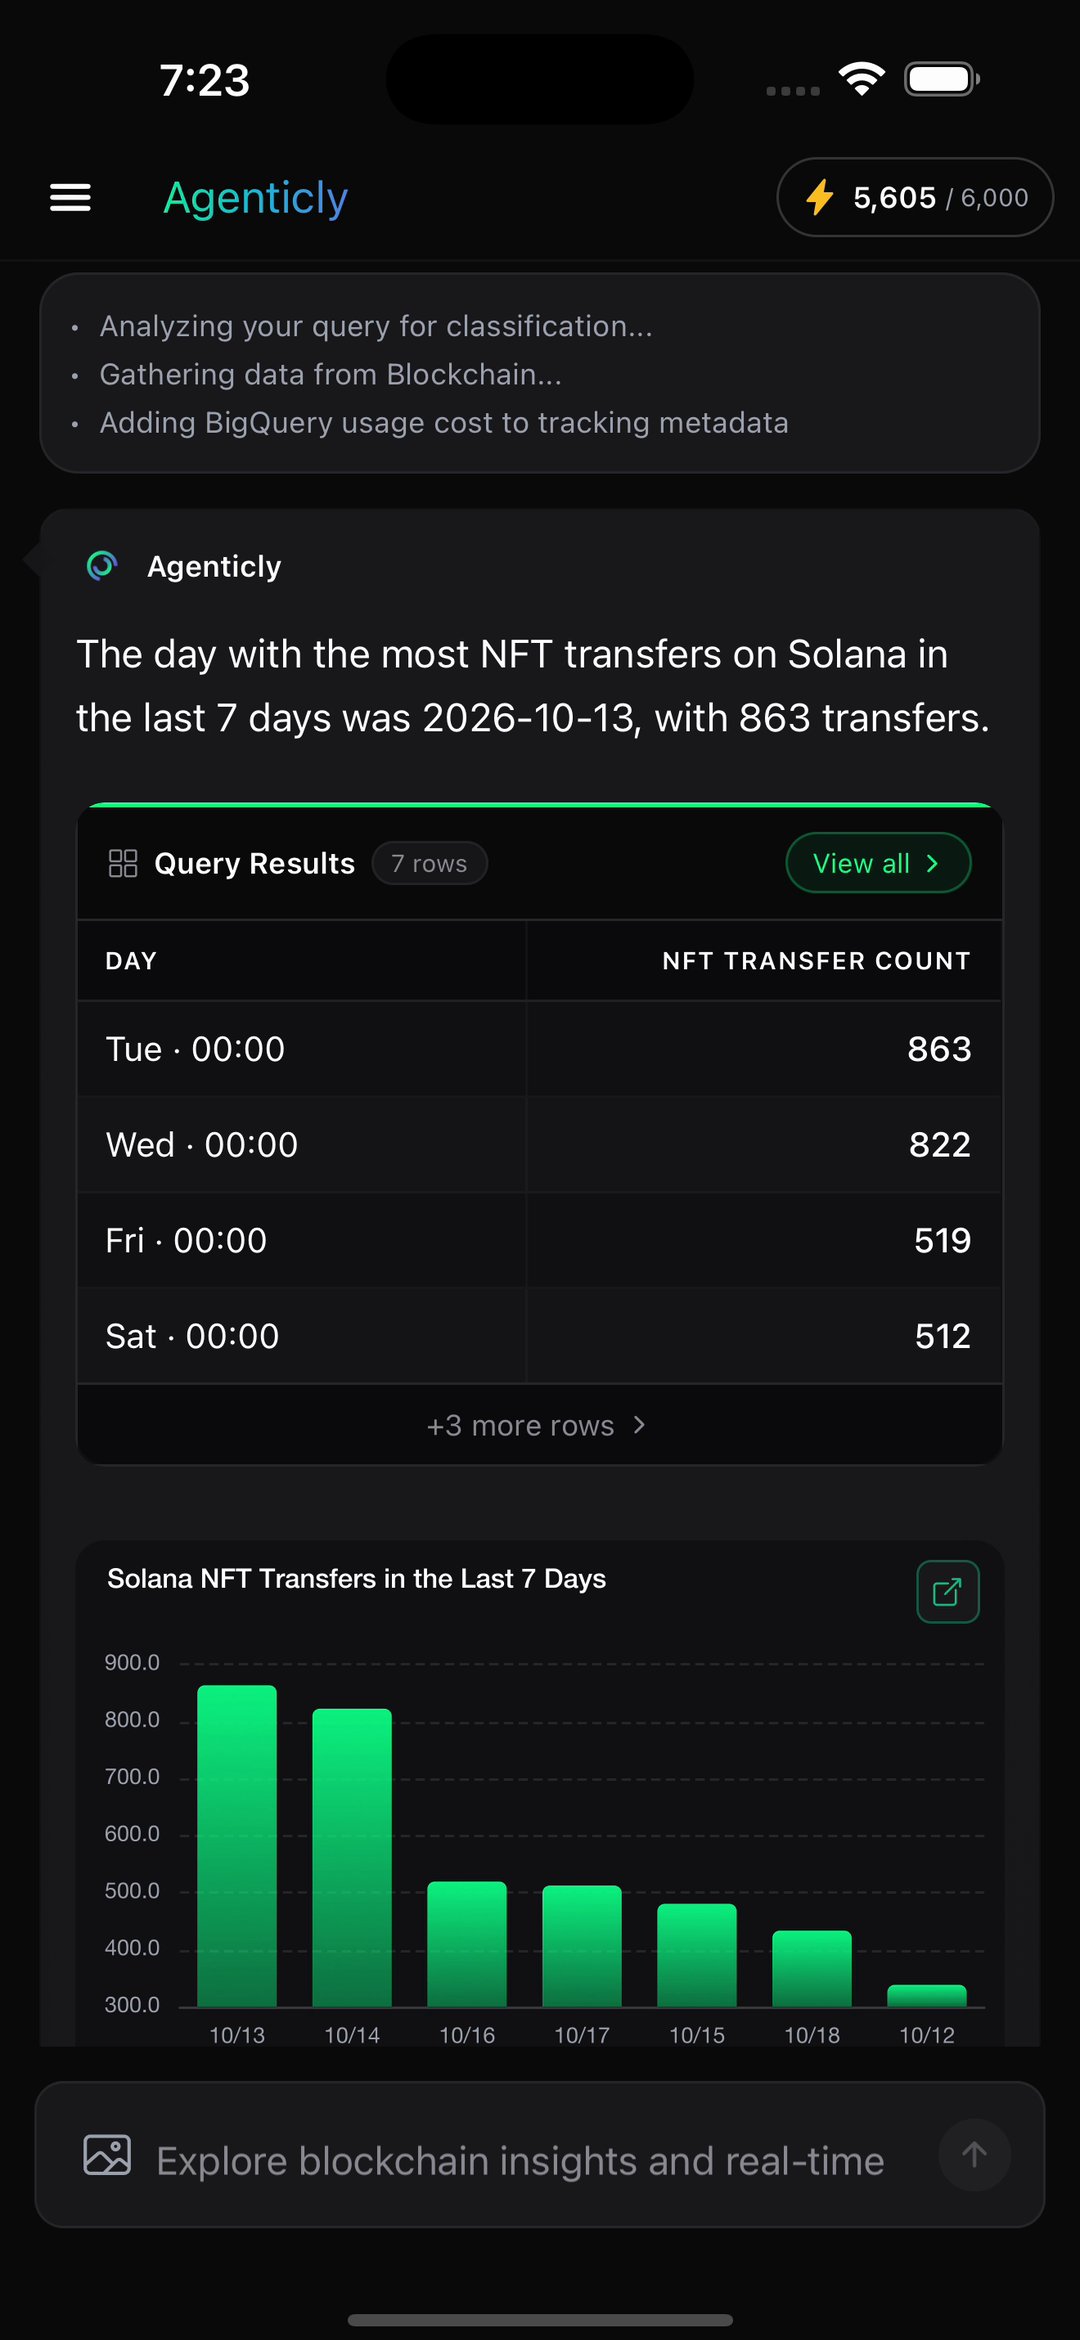 7:23
Agenticly
5,605 / 6,000
• Analyzing your query for classification...
• Gathering data from Blockchain...
• Adding BigQuery usage cost to tracking metadata
Agenticly
The day with the most NFT transfers on Solana in
the last 7 days was 2026-10-13, with 863 transfers.
Query Results 7 rows View all
DAY NFT TRANSFER COUNT
Tue · 00:00 863
Wed · 00:00 822
Fri · 00:00 519
Sat · 00:00 512
+3 more rows
Solana NFT Transfers in the Last 7 Days
900.0
800.0
700.0
600.0
500.0
400.0
300.0
10/13 10/14 10/16 10/17 10/15 10/18 10/12
Explore blockchain insights and real-time